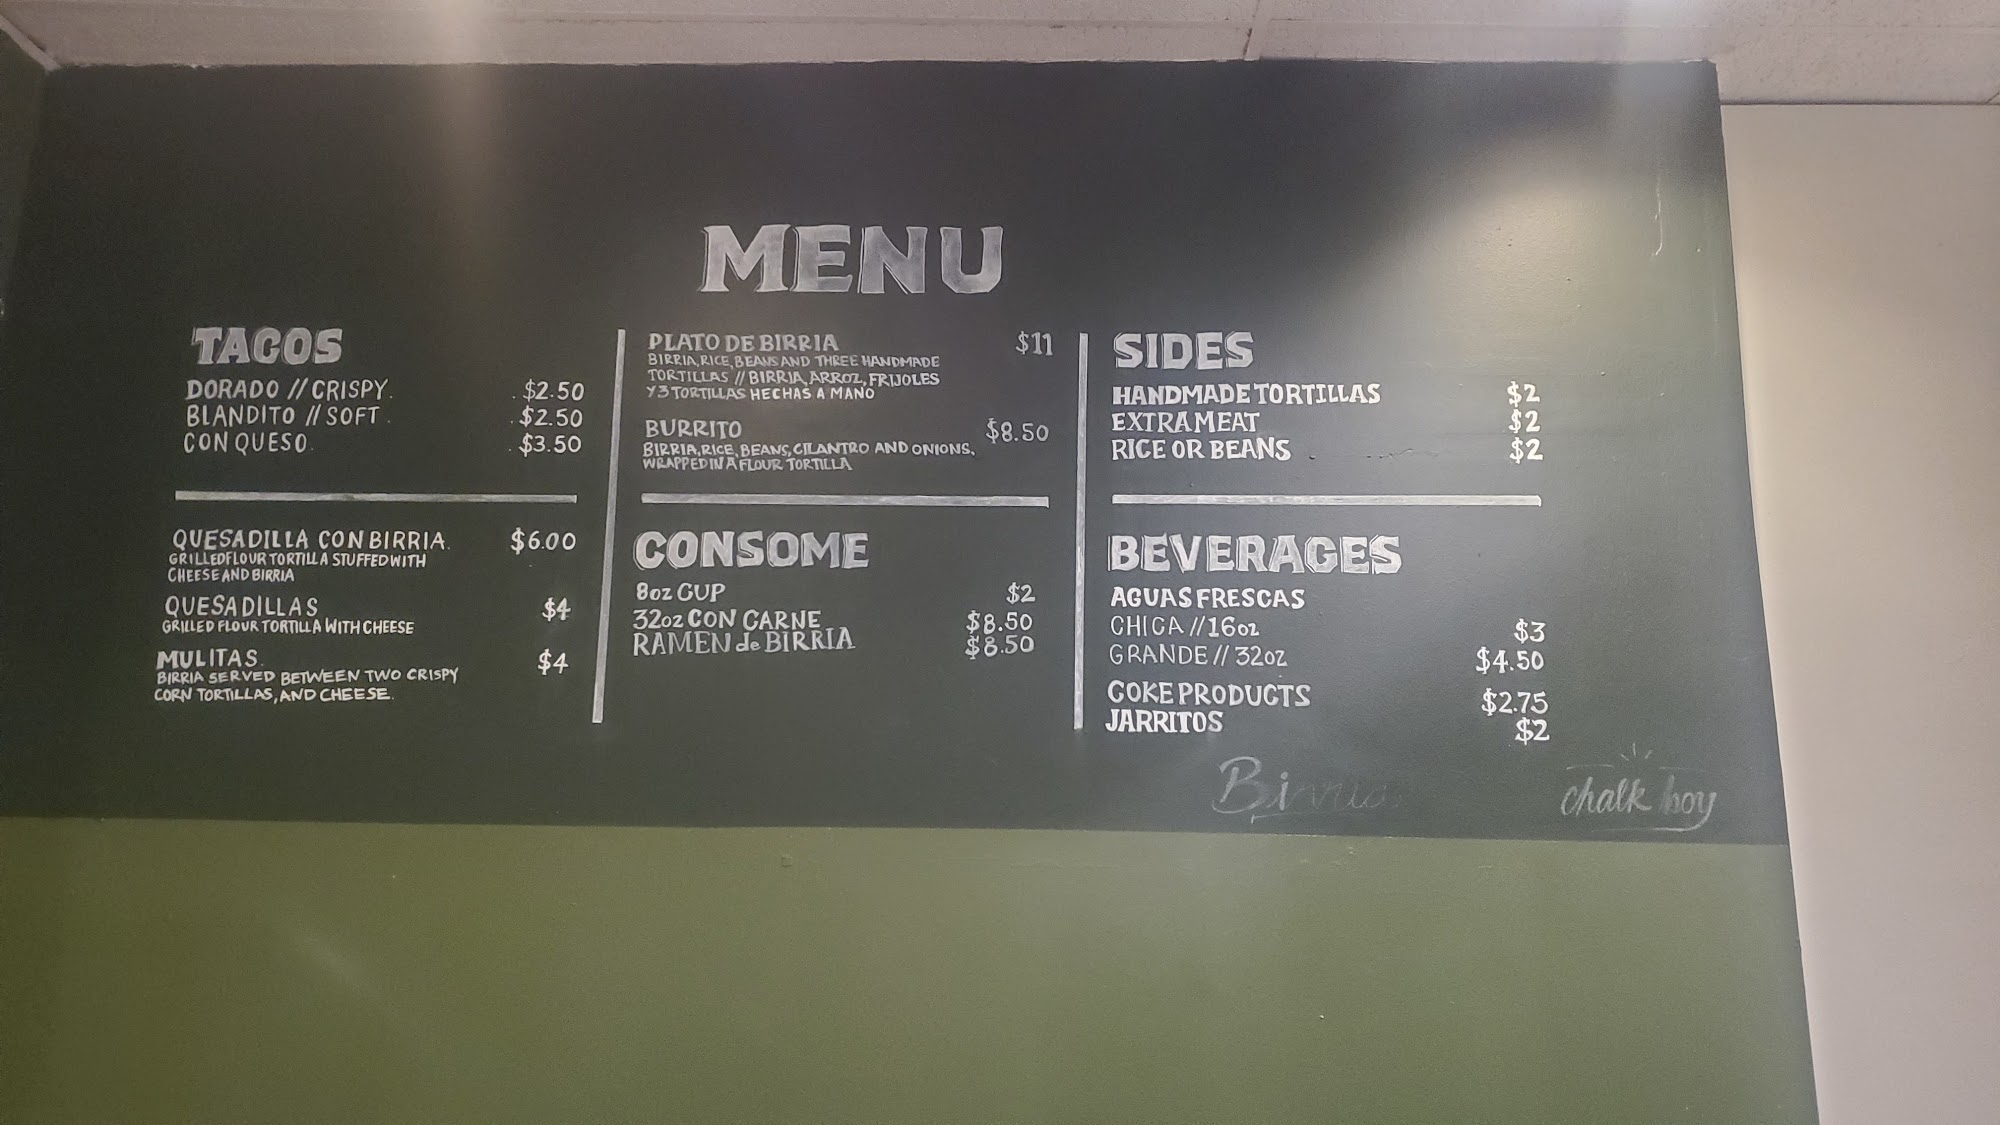 MENU
TACOS
DORADO // CRISPY. . $2.50
BLANDITO // SOFT . . $2.50
CON QUESO. . $3.50
QUESADILLA CON BIRRIA. $6.00
GRILLED FLOUR TORTILLA STUFFED WITH
CHEESE AND BIRRIA
QUESADILLAS $4
GRILLED FLOUR TORTILLA WITH CHEESE
MULITAS. $4
BIRRIA SERVED BETWEEN TWO CRISPY
CORN TORTILLAS, AND CHEESE.
PLATO DE BIRRIA $11
BIRRIA, RICE, BEANS AND THREE HANDMADE
TORTILLAS // BIRRIA, ARROZ, FRIJOLES
Y 3 TORTILLAS HECHAS A MANO
BURRITO $8.50
BIRRIA, RICE, BEANS, CILANTRO AND ONIONS,
WRAPPED IN A FLOUR TORTILLA
CONSOME
8oz CUP $2
32oz CON CARNE $8.50
RAMEN de BIRRIA $8.50
SIDES
HANDMADE TORTILLAS $2
EXTRA MEAT $2
RICE OR BEANS $2
BEVERAGES
AGUAS FRESCAS
CHICA // 16oz $3
GRANDE // 32oz $4.50
COKE PRODUCTS $2.75
JARRITOS $2
Birria
chalk boy